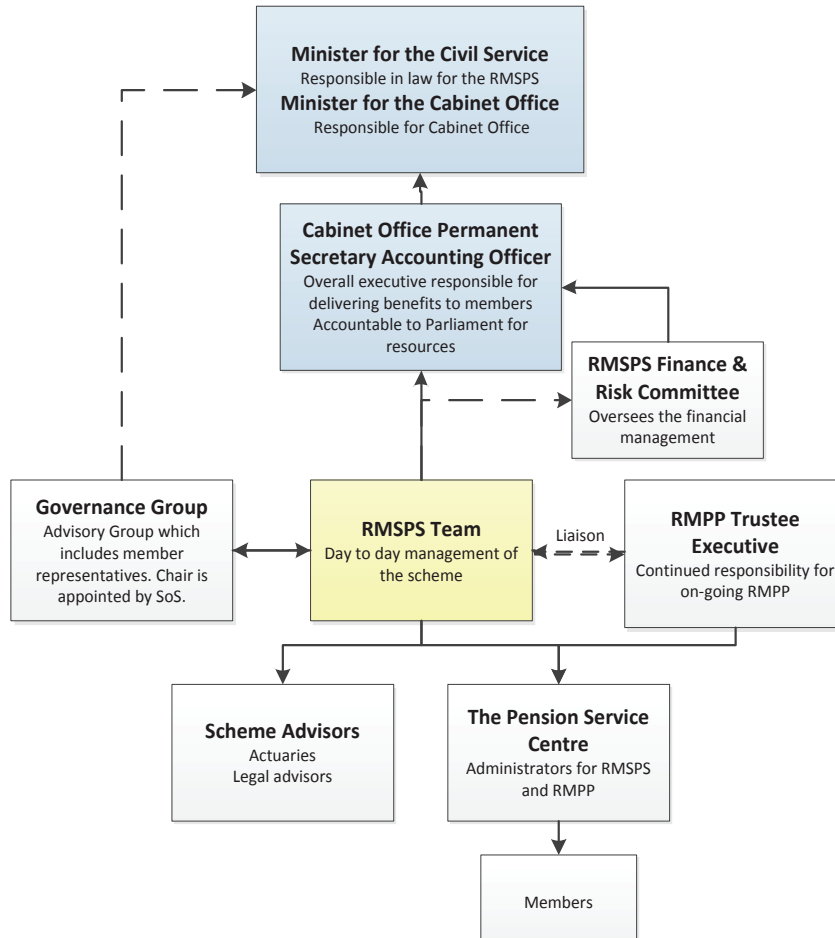 Minister for the Civil Service
Responsible in law for the RMSPS
Minister for the Cabinet Office
Responsible for Cabinet Office
Cabinet Office Permanent
Secretary Accounting Officer
Overall executive responsible for
delivering benefits to members
Accountable to Parliament for
resources
RMSPS Finance &
Risk Committee
Oversees the financial
management
Governance Group
Advisory Group which
includes member
representatives. Chair is
appointed by SoS.
RMSPS Team
Day to day management of
the scheme
Liaison
RMPP Trustee
Executive
Continued responsibility for
on-going RMPP
Scheme Advisors
Actuaries
Legal advisors
The Pension Service
Centre
Administrators for RMSPS
and RMPP
Members